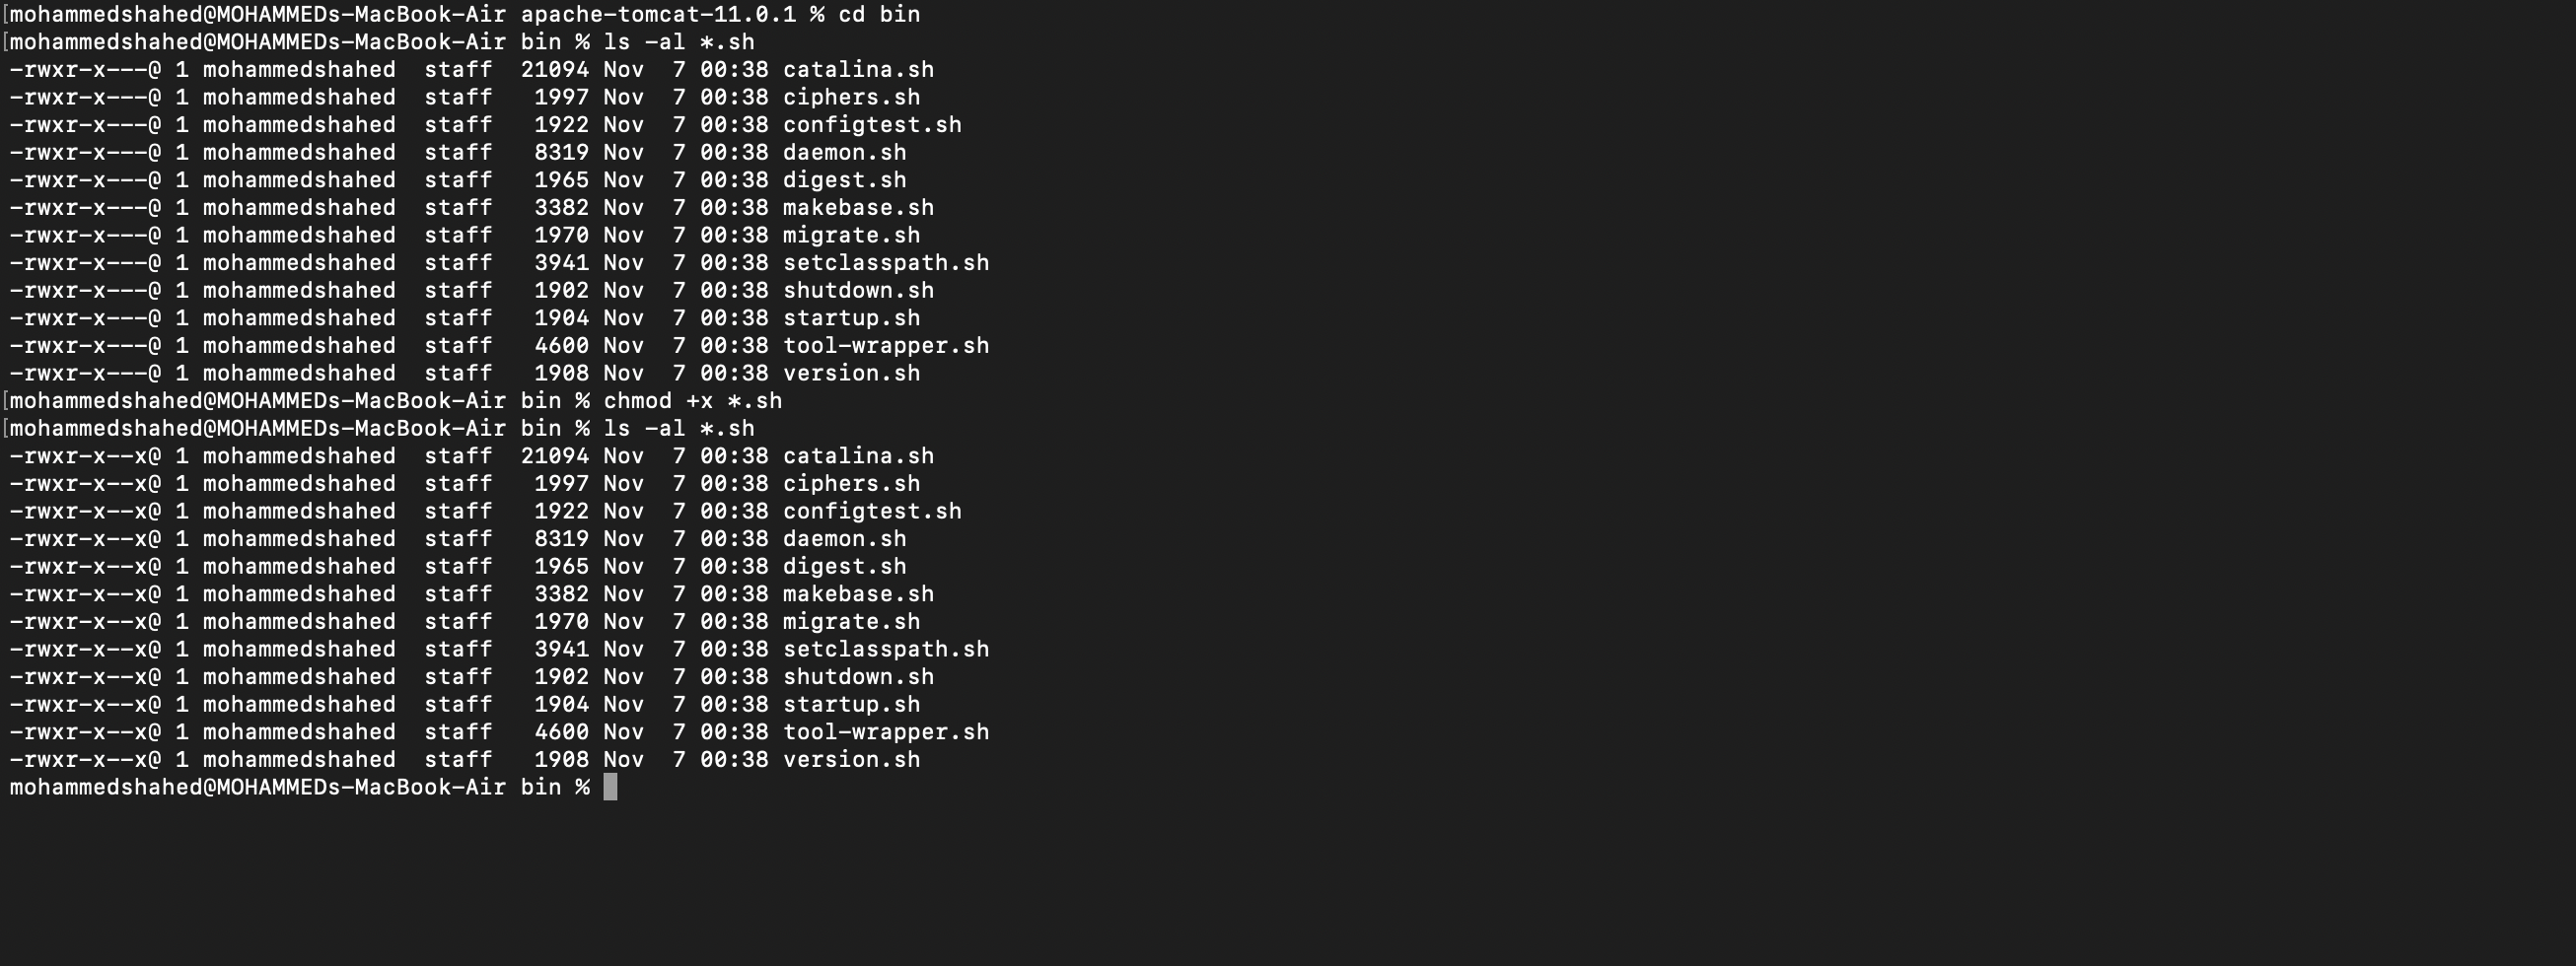 [mohammedshahed@MOHAMMEDs-MacBook-Air apache-tomcat-11.0.1 % cd bin
[mohammedshahed@MOHAMMEDs-MacBook-Air bin % ls -al *.sh
-rwxr-x---@ 1 mohammedshahed  staff  21094 Nov  7 00:38 catalina.sh
-rwxr-x---@ 1 mohammedshahed  staff   1997 Nov  7 00:38 ciphers.sh
-rwxr-x---@ 1 mohammedshahed  staff   1922 Nov  7 00:38 configtest.sh
-rwxr-x---@ 1 mohammedshahed  staff   8319 Nov  7 00:38 daemon.sh
-rwxr-x---@ 1 mohammedshahed  staff   1965 Nov  7 00:38 digest.sh
-rwxr-x---@ 1 mohammedshahed  staff   3382 Nov  7 00:38 makebase.sh
-rwxr-x---@ 1 mohammedshahed  staff   1970 Nov  7 00:38 migrate.sh
-rwxr-x---@ 1 mohammedshahed  staff   3941 Nov  7 00:38 setclasspath.sh
-rwxr-x---@ 1 mohammedshahed  staff   1902 Nov  7 00:38 shutdown.sh
-rwxr-x---@ 1 mohammedshahed  staff   1904 Nov  7 00:38 startup.sh
-rwxr-x---@ 1 mohammedshahed  staff   4600 Nov  7 00:38 tool-wrapper.sh
-rwxr-x---@ 1 mohammedshahed  staff   1908 Nov  7 00:38 version.sh
[mohammedshahed@MOHAMMEDs-MacBook-Air bin % chmod +x *.sh
[mohammedshahed@MOHAMMEDs-MacBook-Air bin % ls -al *.sh
-rwxr-x--x@ 1 mohammedshahed  staff  21094 Nov  7 00:38 catalina.sh
-rwxr-x--x@ 1 mohammedshahed  staff   1997 Nov  7 00:38 ciphers.sh
-rwxr-x--x@ 1 mohammedshahed  staff   1922 Nov  7 00:38 configtest.sh
-rwxr-x--x@ 1 mohammedshahed  staff   8319 Nov  7 00:38 daemon.sh
-rwxr-x--x@ 1 mohammedshahed  staff   1965 Nov  7 00:38 digest.sh
-rwxr-x--x@ 1 mohammedshahed  staff   3382 Nov  7 00:38 makebase.sh
-rwxr-x--x@ 1 mohammedshahed  staff   1970 Nov  7 00:38 migrate.sh
-rwxr-x--x@ 1 mohammedshahed  staff   3941 Nov  7 00:38 setclasspath.sh
-rwxr-x--x@ 1 mohammedshahed  staff   1902 Nov  7 00:38 shutdown.sh
-rwxr-x--x@ 1 mohammedshahed  staff   1904 Nov  7 00:38 startup.sh
-rwxr-x--x@ 1 mohammedshahed  staff   4600 Nov  7 00:38 tool-wrapper.sh
-rwxr-x--x@ 1 mohammedshahed  staff   1908 Nov  7 00:38 version.sh
mohammedshahed@MOHAMMEDs-MacBook-Air bin %